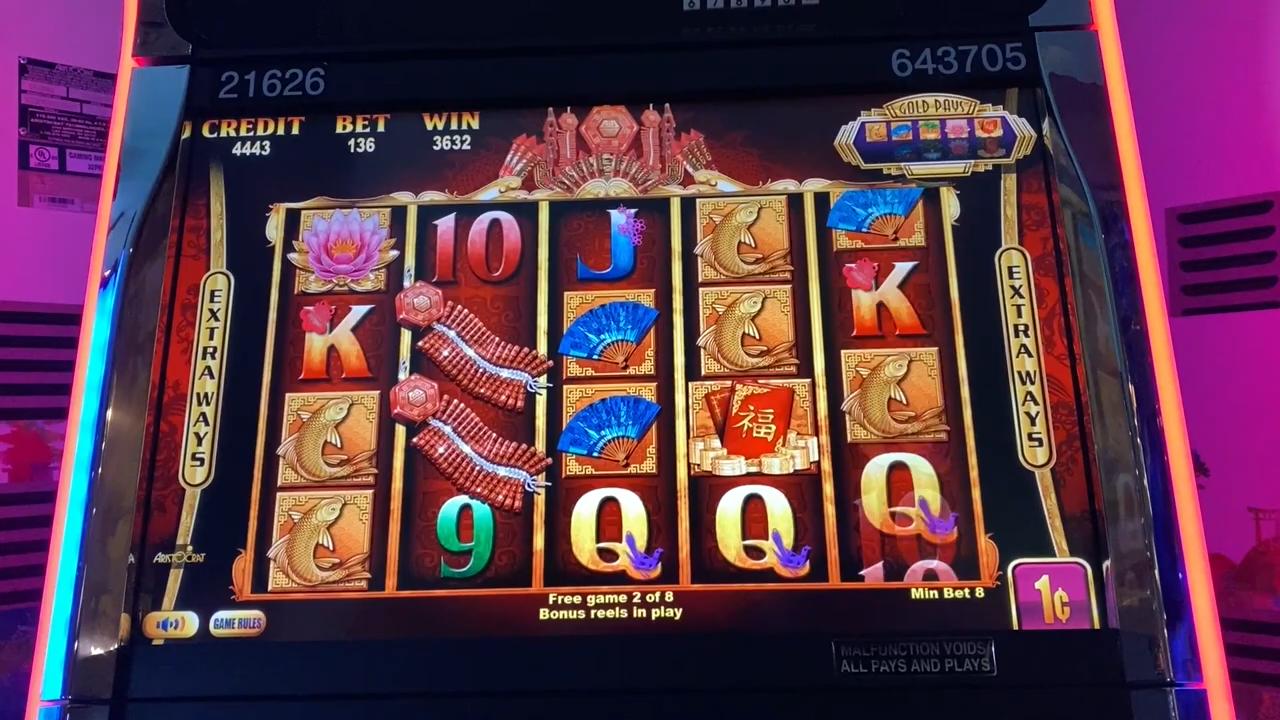 21626
643705
CREDIT BET WIN
4443 136 3632
GOLD PAYS
10
J
K
K
EXTRA WAYS
EXTRA WAYS
福
9
Q
Q
Q
ARISTOCRAT
Free game 2 of 8
Bonus reels in play
Min Bet 8
1¢
GAME RULES
MALFUNCTION VOIDS
ALL PAYS AND PLAYS